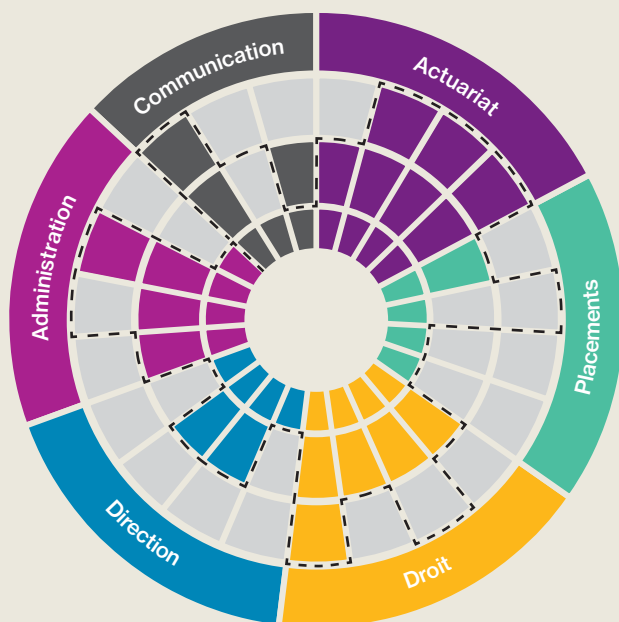 Communication
Actuariat
Placements
Droit
Direction
Administration